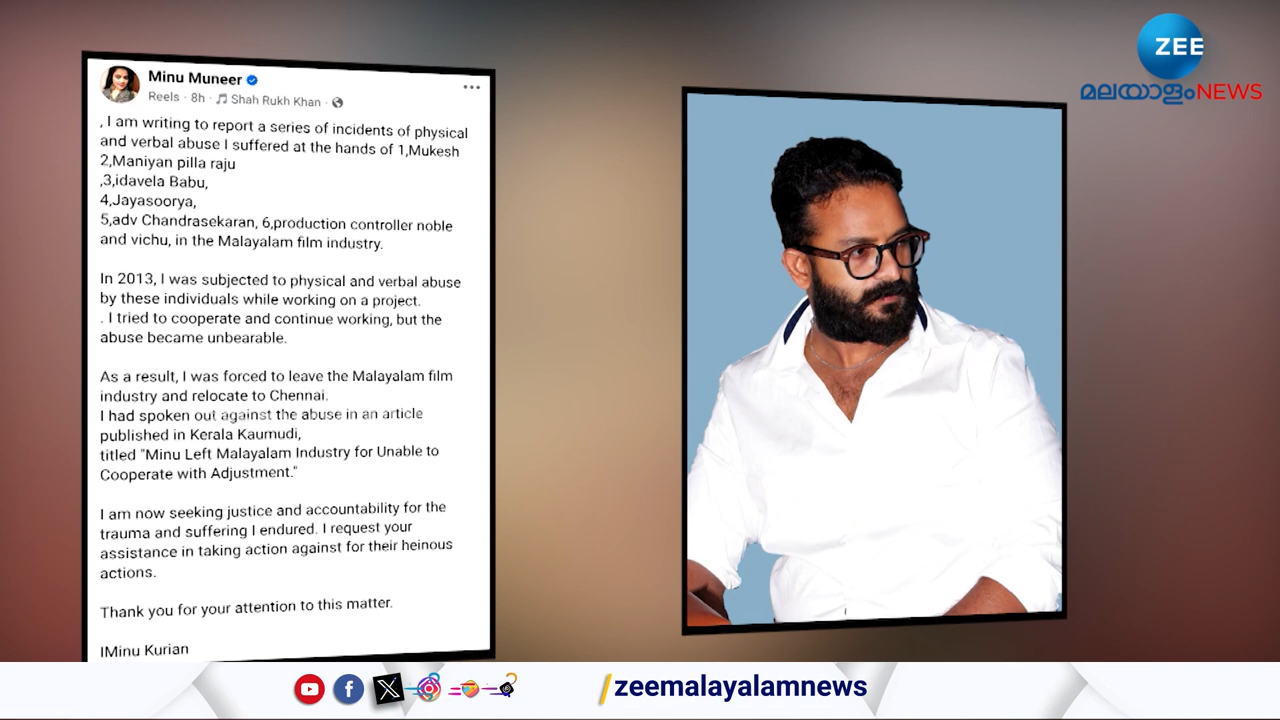 Minu Muneer
Reels · 8h · Shah Rukh Khan ·
, I am writing to report a series of incidents of physical
and verbal abuse I suffered at the hands of 1,Mukesh
2,Maniyan pilla raju
,3,idavela Babu,
4,Jayasoorya,
5,adv Chandrasekaran, 6,production controller noble
and vichu, in the Malayalam film industry.
In 2013, I was subjected to physical and verbal abuse
by these individuals while working on a project.
. I tried to cooperate and continue working, but the
abuse became unbearable.
As a result, I was forced to leave the Malayalam film
industry and relocate to Chennai.
I had spoken out against the abuse in an article
published in Kerala Kaumudi,
titled "Minu Left Malayalam Industry for Unable to
Cooperate with Adjustment."
I am now seeking justice and accountability for the
trauma and suffering I endured. I request your
assistance in taking action against for their heinous
actions.
Thank you for your attention to this matter.
IMinu Kurian
ZEE
മലയാളം NEWS
/zeemalayalamnews